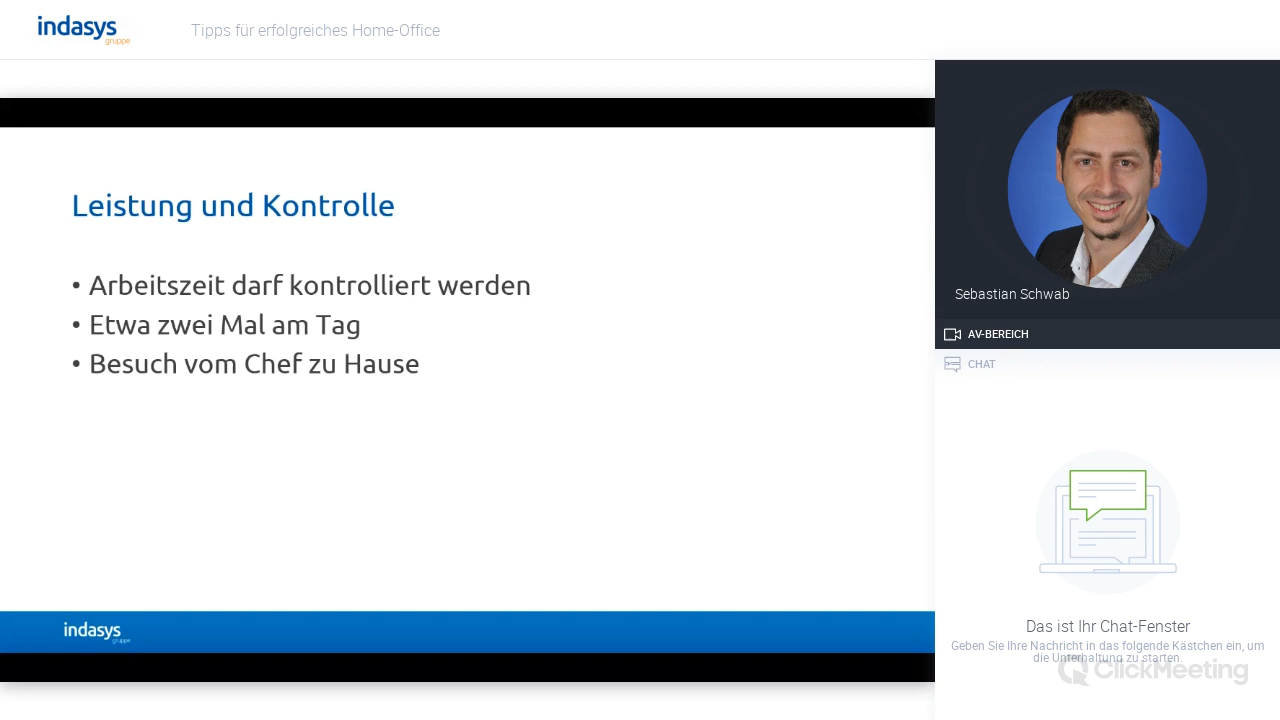 indasys
gruppe
Tipps für erfolgreiches Home-Office
Leistung und Kontrolle
• Arbeitszeit darf kontrolliert werden
• Etwa zwei Mal am Tag
• Besuch vom Chef zu Hause
indasys
gruppe
Sebastian Schwab
AV-BEREICH
CHAT
Das ist Ihr Chat-Fenster
Geben Sie Ihre Nachricht in das folgende Kästchen ein, um
die Unterhaltung zu starten.
ClickMeeting